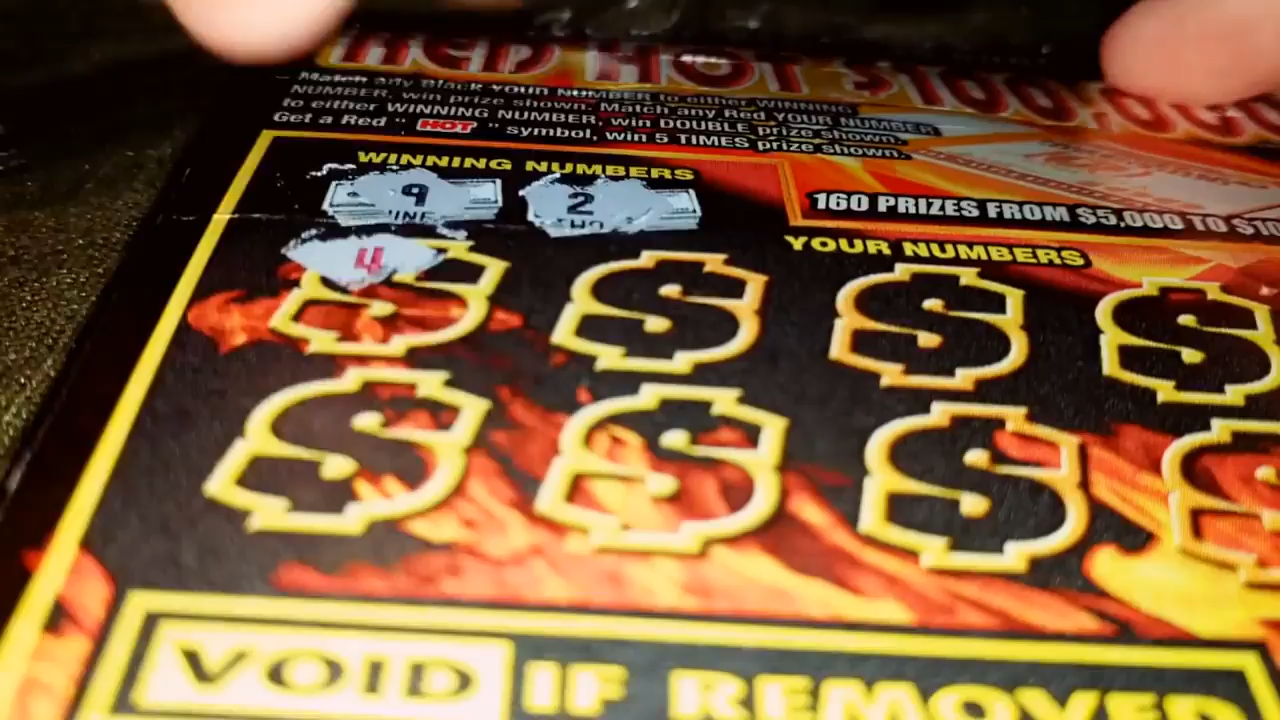 RED HOT $100,000
Match any Black YOUR NUMBER to either WINNING
NUMBER, win prize shown. Match any Red YOUR NUMBER
to either WINNING NUMBER, win DOUBLE prize shown.
Get a Red " HOT " symbol, win 5 TIMES prize shown.
WINNING NUMBERS
9 2
160 PRIZES FROM $5,000 TO $10
YOUR NUMBERS
4
$ $ $ $
$ $ $ $
VOID IF REMOVED